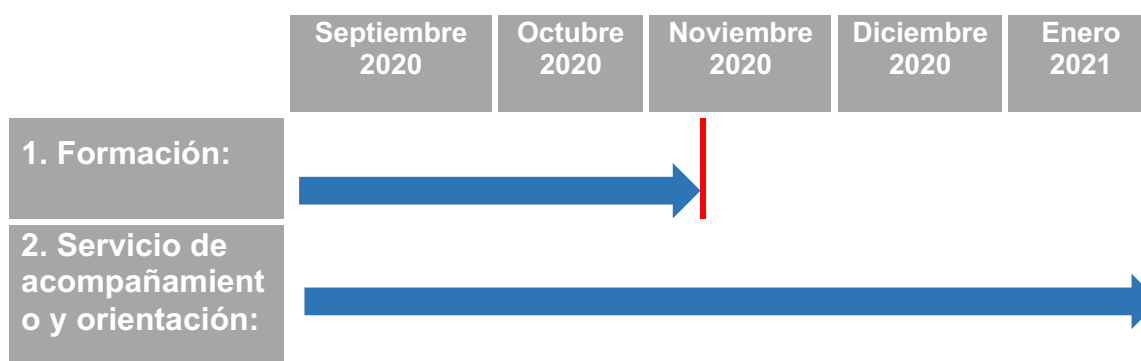 Septiembre
2020
Octubre
2020
Noviembre
2020
Diciembre
2020
Enero
2021
1. Formación:
2. Servicio de
acompañamient
o y orientación: